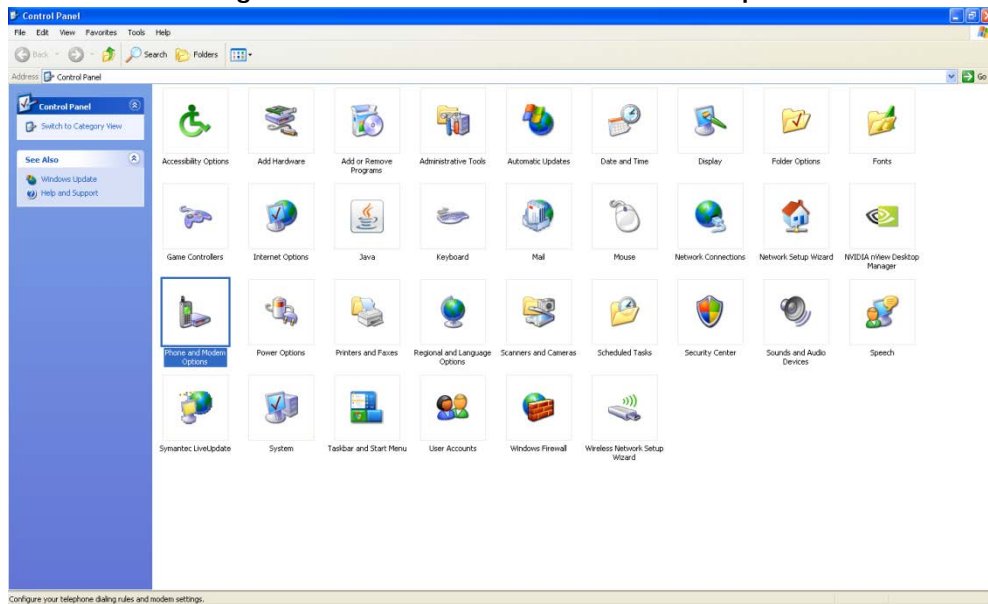 Control Panel
File Edit View Favorites Tools Help
Back Search Folders
Address Control Panel Go
Control Panel
Switch to Category View
See Also
Windows Update
Help and Support
Accessibility Options Add Hardware Add or Remove Programs Administrative Tools Automatic Updates Date and Time Display Folder Options Fonts
Game Controllers Internet Options Java Keyboard Mail Mouse Network Connections Network Setup Wizard NVIDIA nView Desktop Manager
Phone and Modem Options Power Options Printers and Faxes Regional and Language Options Scanners and Cameras Scheduled Tasks Security Center Sounds and Audio Devices Speech
Symantec LiveUpdate System Taskbar and Start Menu User Accounts Windows Firewall Wireless Network Setup Wizard
Configure your telephone dialing rules and modem settings.